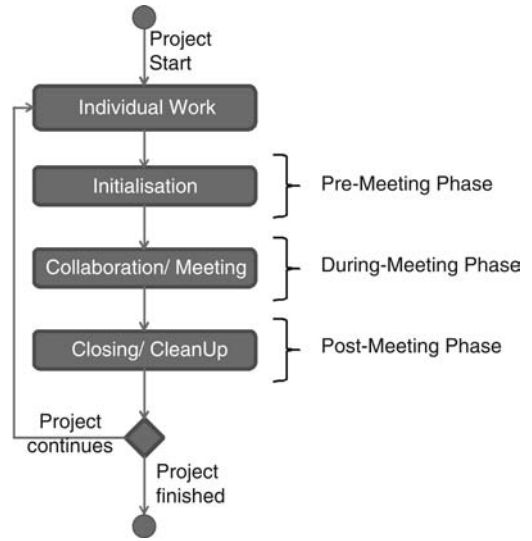 Project
Start
Individual Work
Initialisation
Pre-Meeting Phase
Collaboration/ Meeting
During-Meeting Phase
Closing/ CleanUp
Post-Meeting Phase
Project
continues
Project
finished